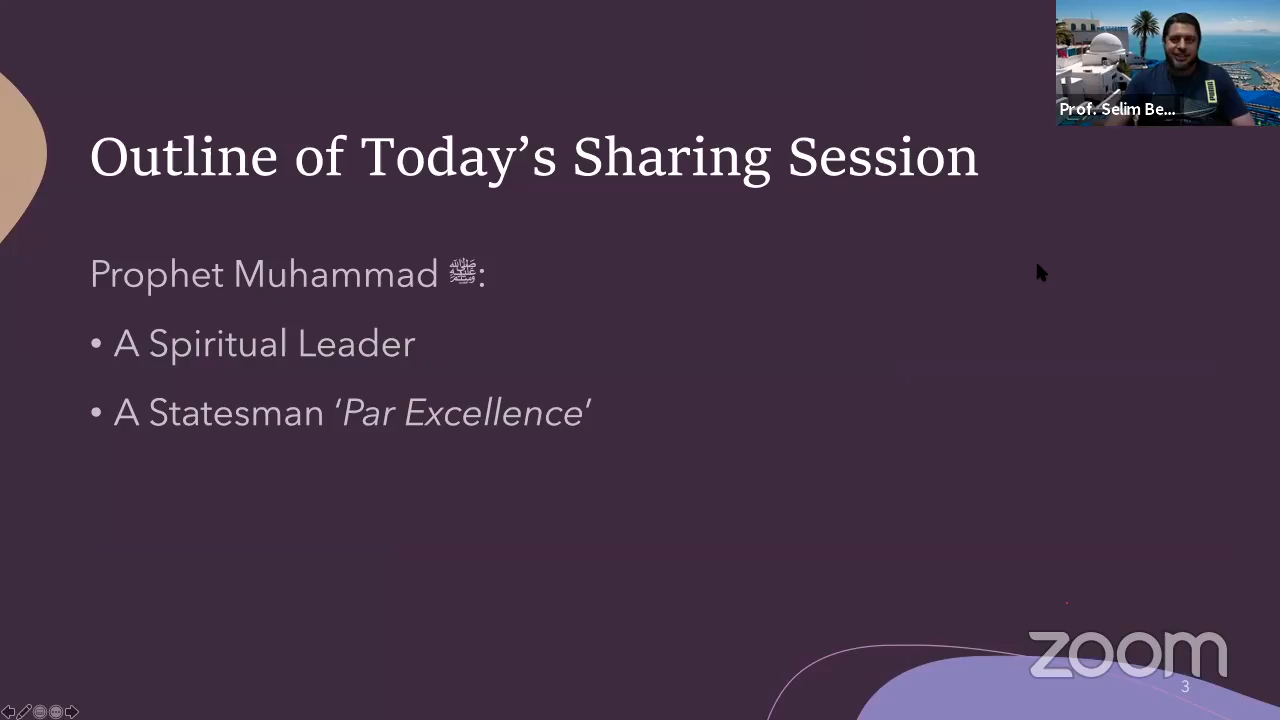 Prof. Selim Be...
Outline of Today’s Sharing Session
Prophet Muhammad ﷺ:
• A Spiritual Leader
• A Statesman ‘Par Excellence’
zoom
3